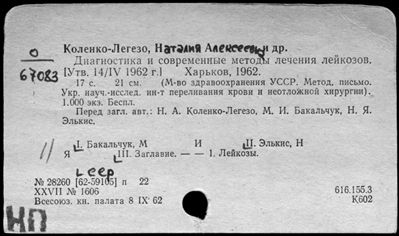 О
67083
Коленко-Легезо, Наталия Алексеевна и др.
Диагностика и современные методы лечения лейкозов.
[Утв. 14/IV 1962 г.] Харьков, 1962.
17 с. 21 см. (М-во здравоохранения УССР. Метод. письмо.
Укр. науч.-исслед. ин-т переливания крови и неотложной хирургии).
1.000 экз. Беспл.
Перед загл. авт.: Н. А. Коленко-Легезо, М. И. Бакальчук, Н. Я.
Элькис.
11 I. Бакальчук, М И II. Элькис, Н
Я III. Заглавие. — — 1. Лейкозы.
№ 28260 [62-59105] п 22
XXVII № 1606
Всесоюз. кн. палата 8 IX 62
616.155.3
К602
НП